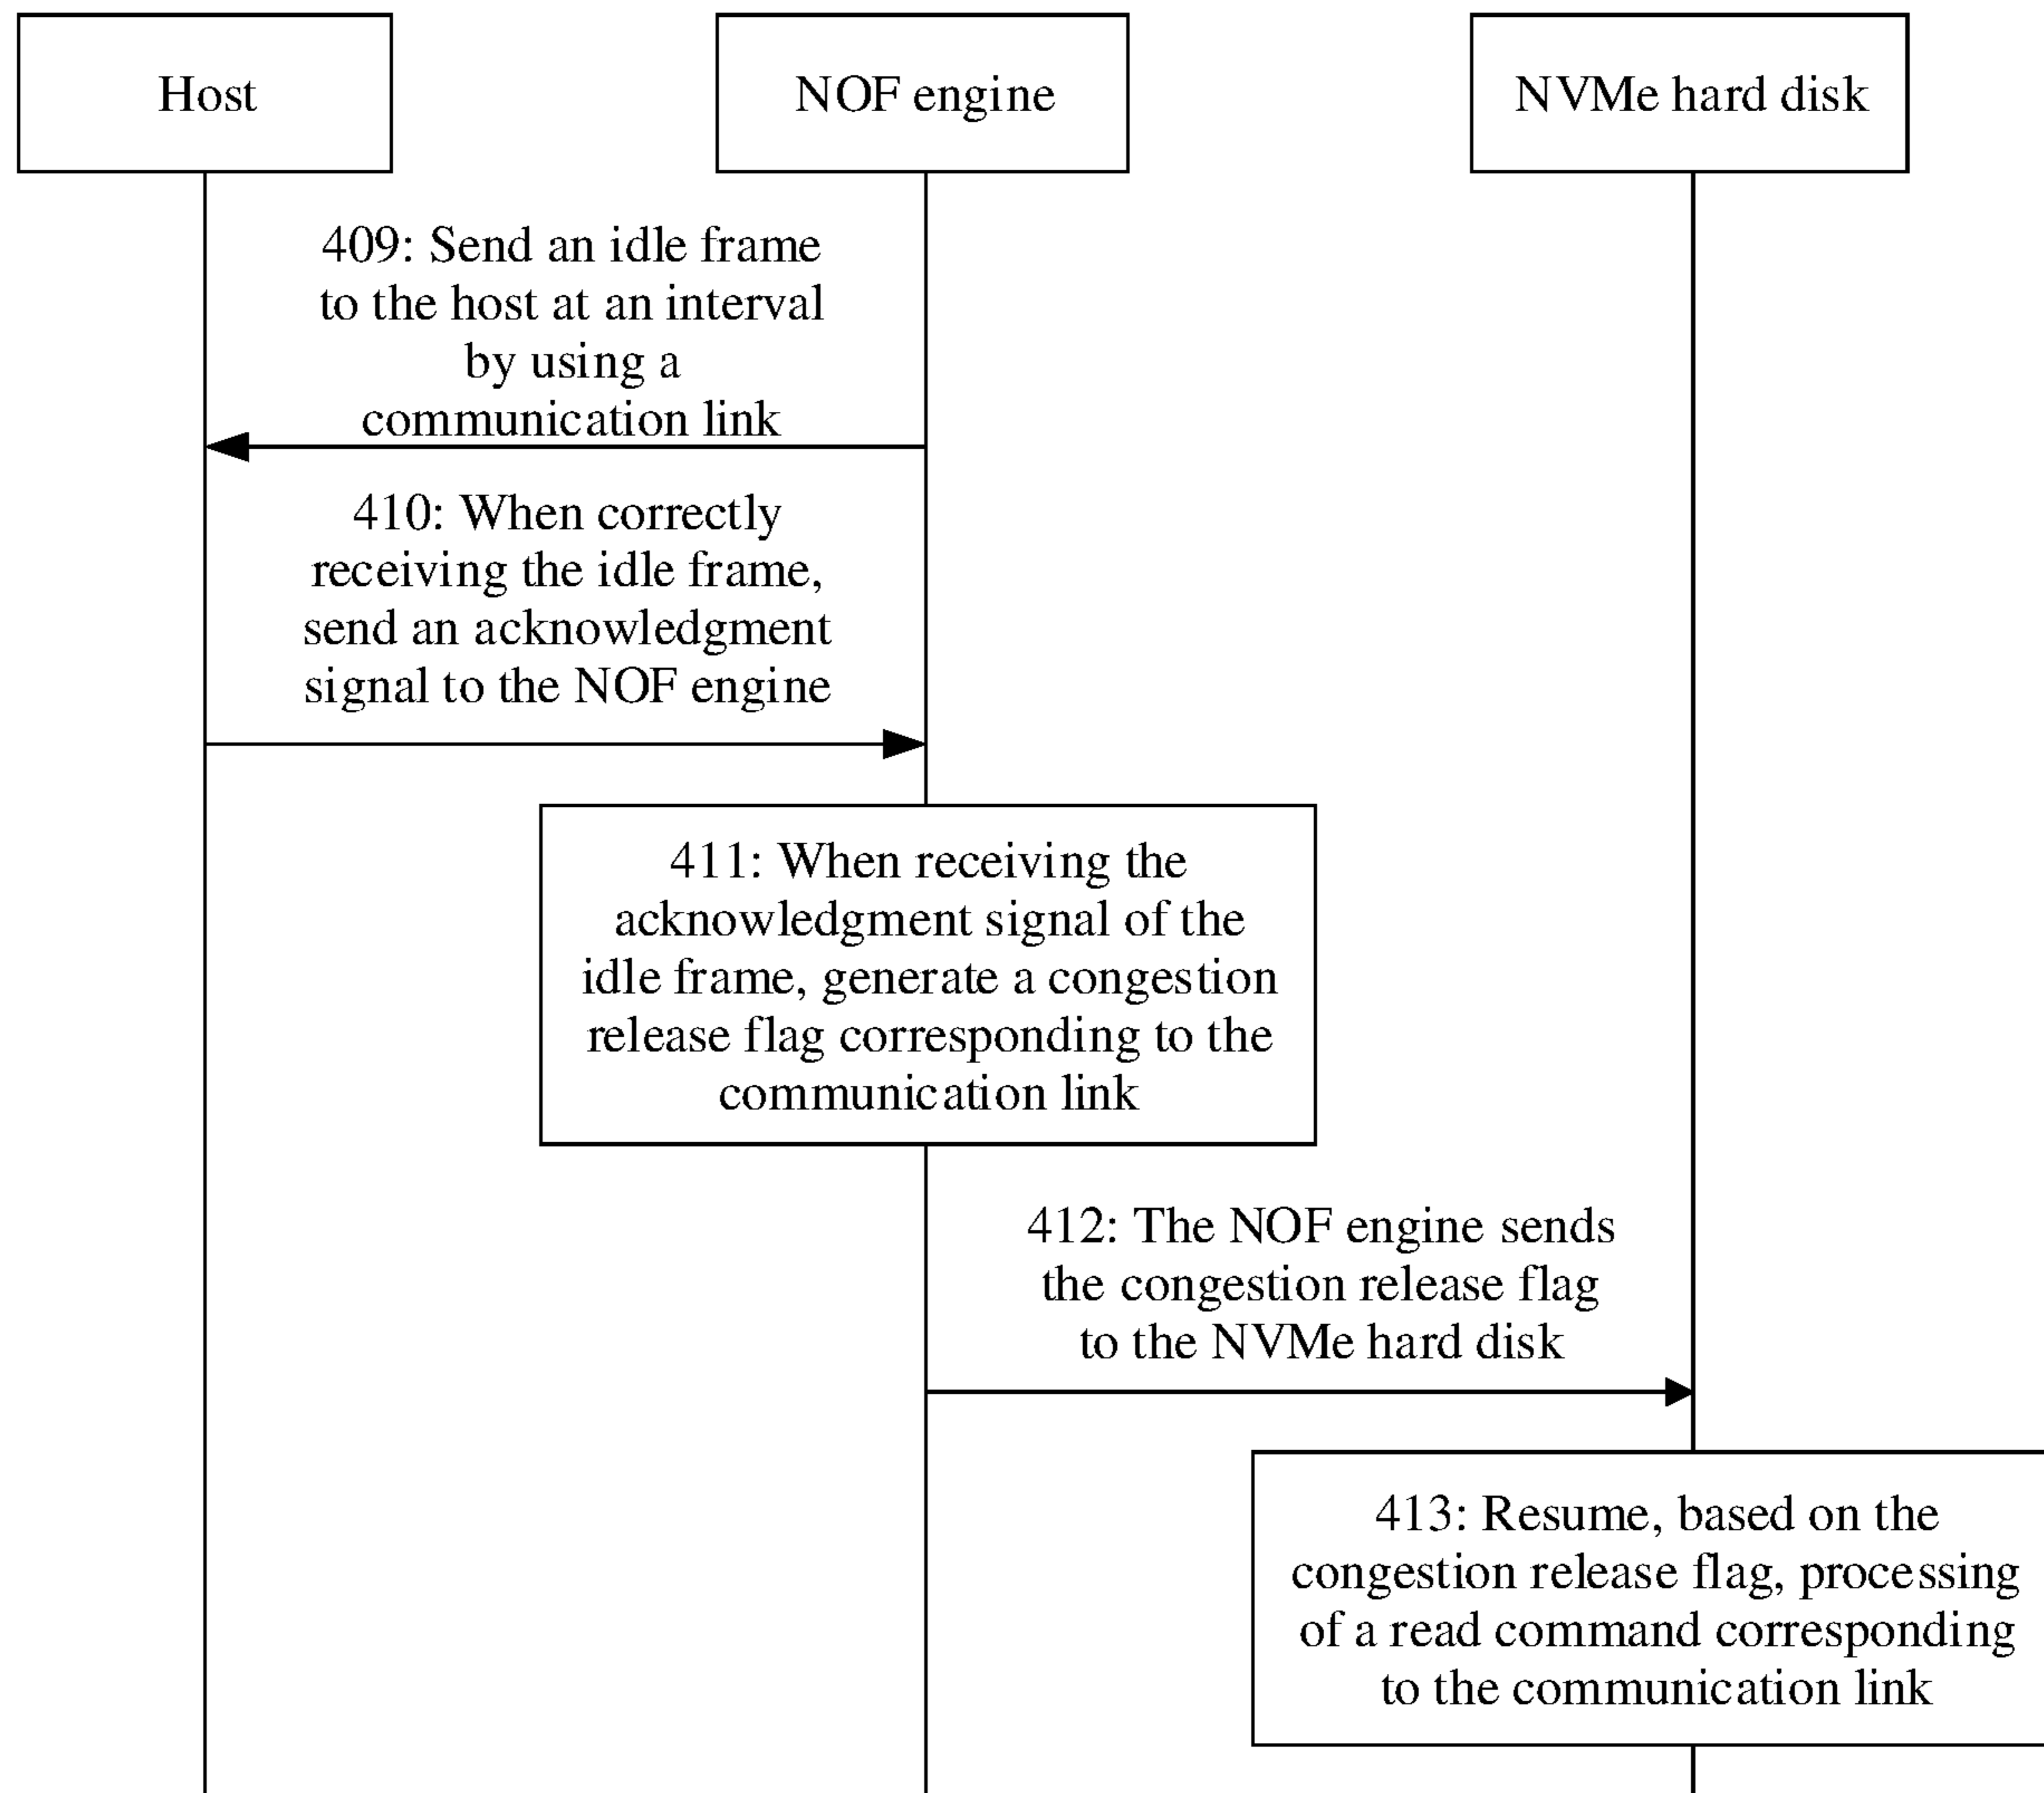 Host
NOF engine
NVMe hard disk
409: Send an idle frame
to the host at an interval
by using a
communication link
410: When correctly
receiving the idle frame,
send an acknowledgment
signal to the NOF engine
411: When receiving the
acknowledgment signal of the
idle frame, generate a congestion
release flag corresponding to the
communication link
412: The NOF engine sends
the congestion release flag
to the NVMe hard disk
413: Resume, based on the
congestion release flag, processing
of a read command corresponding
to the communication link